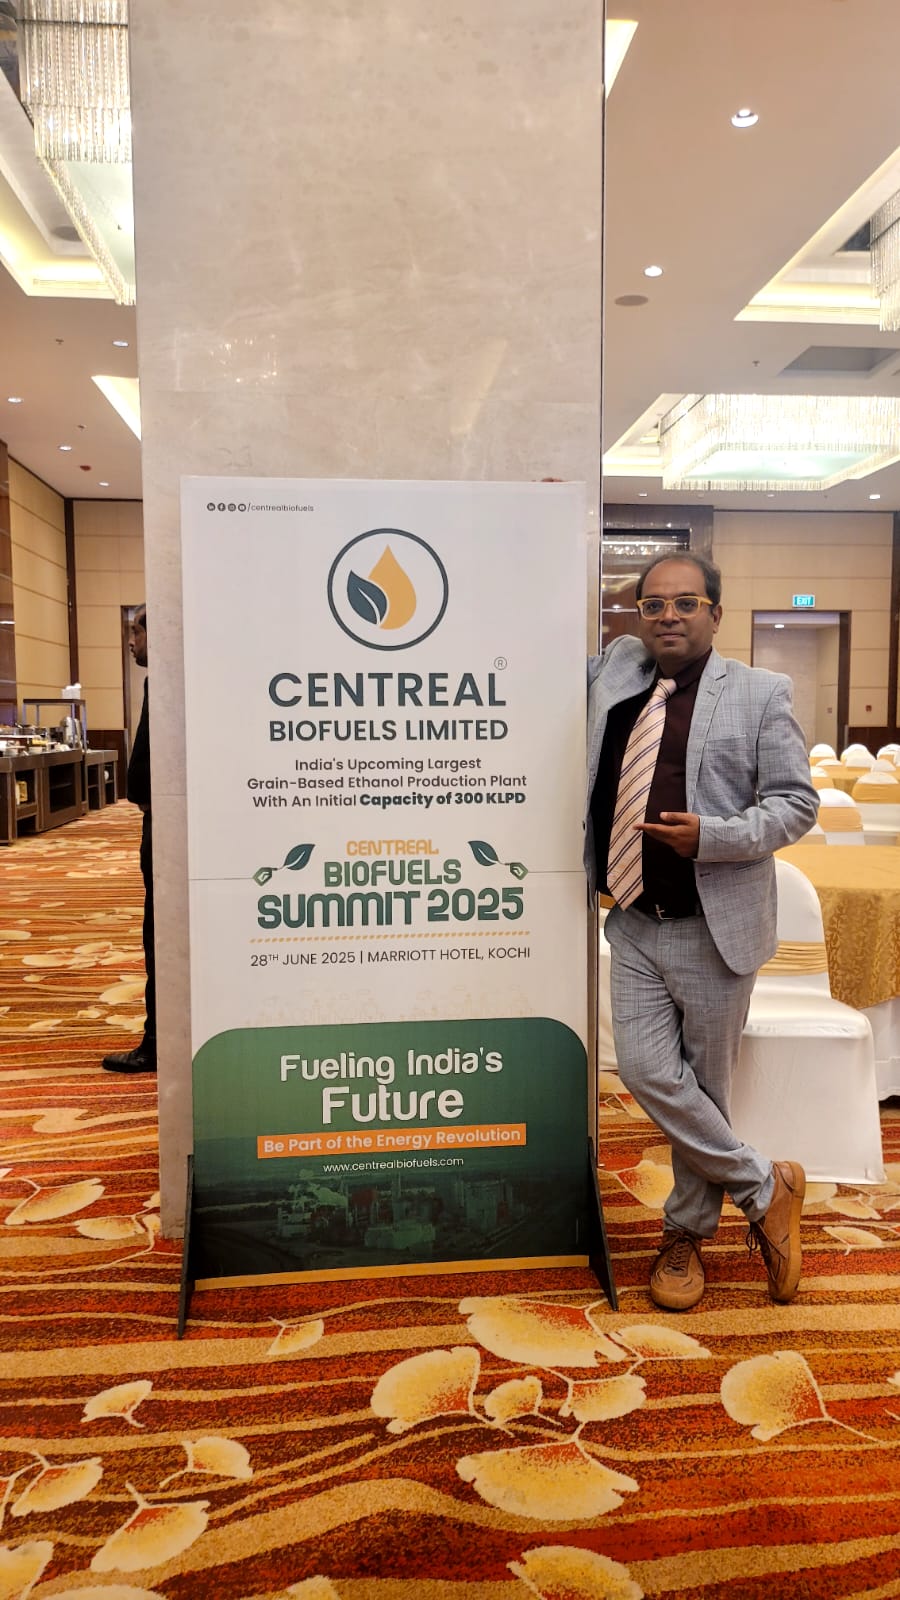 /centrealbiofuels
CENTREAL®
BIOFUELS LIMITED
India's Upcoming Largest
Grain-Based Ethanol Production Plant
With An Initial Capacity of 300 KLPD
CENTREAL
BIOFUELS
SUMMIT 2025
28TH JUNE 2025 | MARRIOTT HOTEL, KOCHI
Fueling India's
Future
Be Part of the Energy Revolution
www.centrealbiofuels.com
EXIT